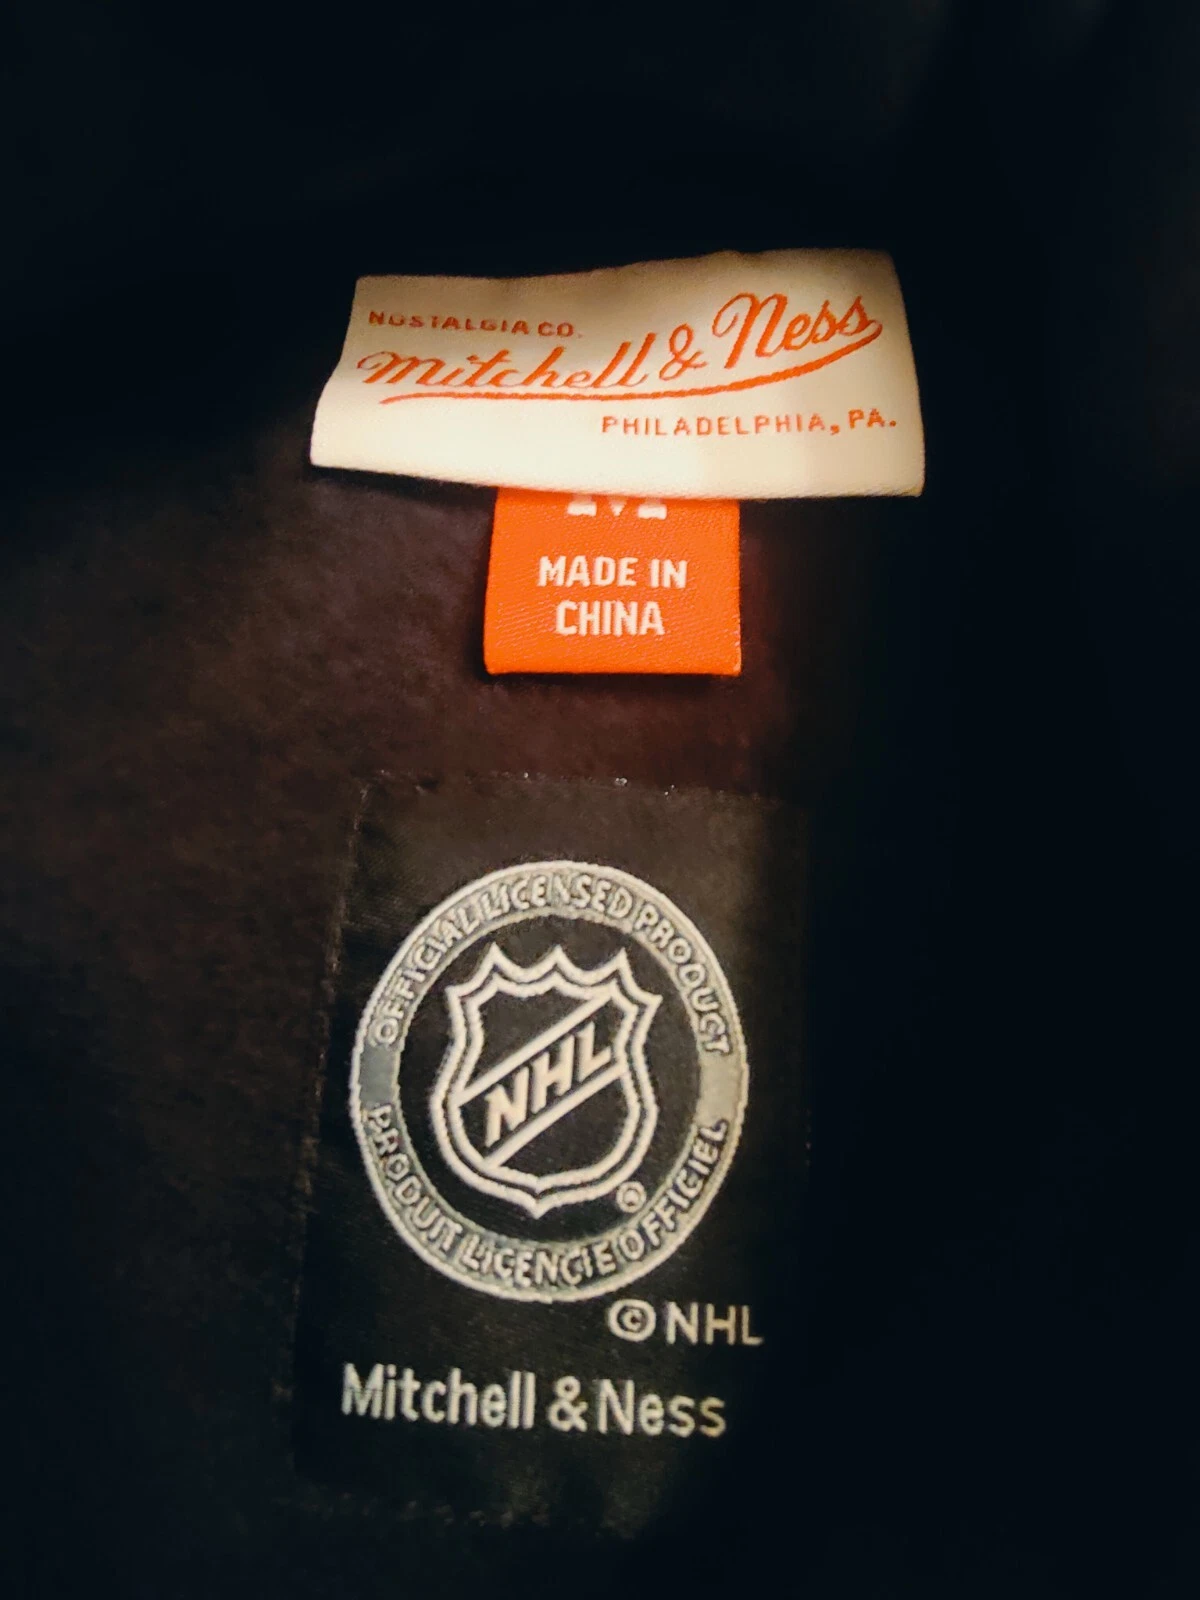 NOSTALGIA CO.
Mitchell & Ness
PHILADELPHIA, PA.
M
MADE IN
CHINA
OFFICIAL LICENSED PRODUCT
NHL
®
PRODUIT LICENCIE OFFICIEL
© NHL
Mitchell & Ness